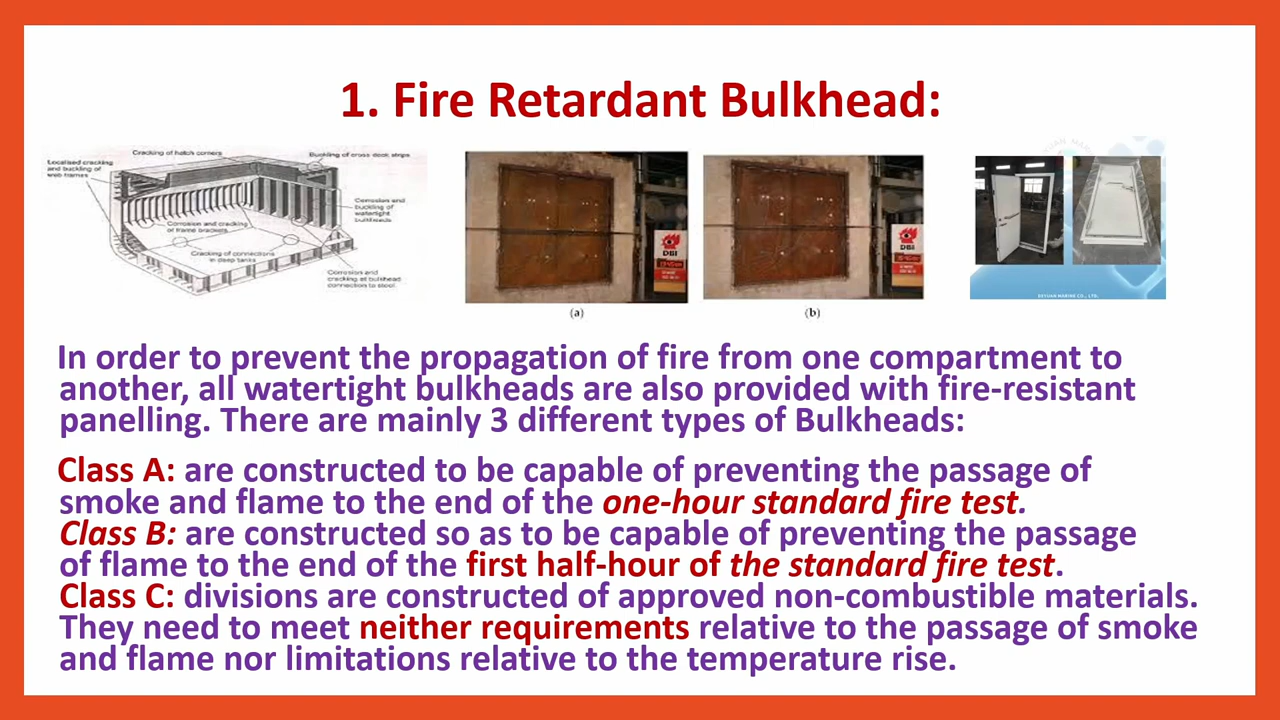 1. Fire Retardant Bulkhead:
Cracking of hatch corners
Buckling of cross deck strips
Localised cracking
and buckling of
web frames
Corrosion and
buckling of
watertight
bulkheads
Corrosion and cracking
of frame brackets
Cracking of connections
in deep tanks
Corrosion and
cracking at bulkhead
connection to stool
DBI
DBI
(a)
(b)
DEYUAN MARINE CO., LTD.
In order to prevent the propagation of fire from one compartment to
another, all watertight bulkheads are also provided with fire-resistant
panelling. There are mainly 3 different types of Bulkheads:
Class A: are constructed to be capable of preventing the passage of
smoke and flame to the end of the one-hour standard fire test.
Class B: are constructed so as to be capable of preventing the passage
of flame to the end of the first half-hour of the standard fire test.
Class C: divisions are constructed of approved non-combustible materials.
They need to meet neither requirements relative to the passage of smoke
and flame nor limitations relative to the temperature rise.